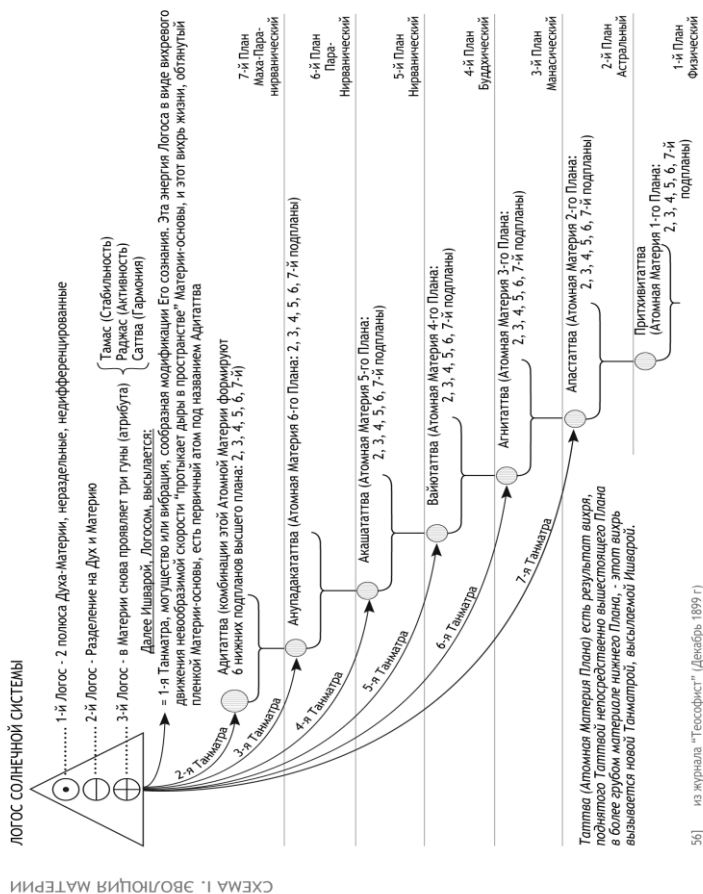 СХЕМА I. ЭВОЛЮЦИЯ МАТЕРИИ
ЛОГОС СОЛНЕЧНОЙ СИСТЕМЫ
1-й Логос - 2 полюса Духа-Материи, нераздельные, недифференцированные
2-й Логос - Разделение на Дух и Материю
3-й Логос - в Материи снова проявляет три гуны (атрибута)
Тамас (Стабильность)
Раджас (Активность)
Саттва (Гармония)
Далее Ишварой, Логосом, высылается:
= 1-я Танматра, могущество или вибрация, сообразная модификации Его сознания. Эта энергия Логоса в виде вихревого
движения невообразимой скорости “протыкает дыры в пространстве” Материи-основы, и этот вихрь жизни, обтянутый
пленкой Материи-основы, есть первичный атом под названием Адитаттва
2-я Танматра
Адитаттва (комбинации этой Атомной Материи формируют
6 нижних подпланов высшего плана: 2, 3, 4, 5, 6, 7-й)
7-й План
Маха-Пара-
нирванический
3-я Танматра
Анупадакататтва (Атомная Материя 6-го Плана: 2, 3, 4, 5, 6, 7-й подпланы)
6-й План
Пара-
Нирванический
4-я Танматра
Акашататтва (Атомная Материя 5-го Плана:
2, 3, 4, 5, 6, 7-й подпланы)
5-й План
Нирванический
5-я Танматра
Вайютаттва (Атомная Материя 4-го Плана:
2, 3, 4, 5, 6, 7-й подпланы)
4-й План
Буддхический
6-я Танматра
Агнитаттва (Атомная Материя 3-го Плана:
2, 3, 4, 5, 6, 7-й подпланы)
3-й План
Манасический
7-я Танматра
Апастаттва (Атомная Материя 2-го Плана:
2, 3, 4, 5, 6, 7-й подпланы)
2-й План
Астральный
Притхивитаттва
(Атомная Материя 1-го Плана:
2, 3, 4, 5, 6, 7-й
подпланы)
1-й План
Физический
Таттва (Атомная Материя Плана) есть результат вихря,
поднятого Таттвой непосредственно вышестоящего Плана
в более грубом материале нижнего Плана, - этот вихрь
вызывается новой Танматрой, высылаемой Ишварой.
56] из журнала “Теософист” (Декабрь 1899 г)